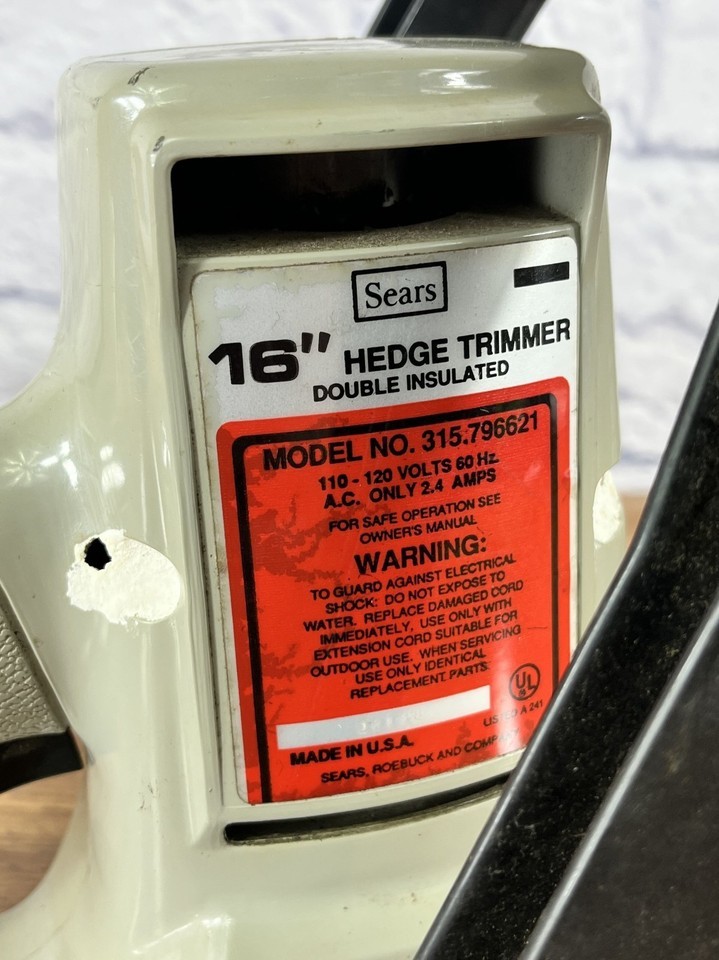 Sears
16" HEDGE TRIMMER
DOUBLE INSULATED
MODEL NO. 315.796621
110 - 120 VOLTS 60 Hz.
A.C. ONLY 2.4 AMPS
FOR SAFE OPERATION SEE
OWNER'S MANUAL
WARNING:
TO GUARD AGAINST ELECTRICAL
SHOCK: DO NOT EXPOSE TO
WATER. REPLACE DAMAGED CORD
IMMEDIATELY, USE ONLY WITH
EXTENSION CORD SUITABLE FOR
OUTDOOR USE. WHEN SERVICING
USE ONLY IDENTICAL
REPLACEMENT PARTS.
UL
A 241
MADE IN U.S.A.
SEARS, ROEBUCK AND